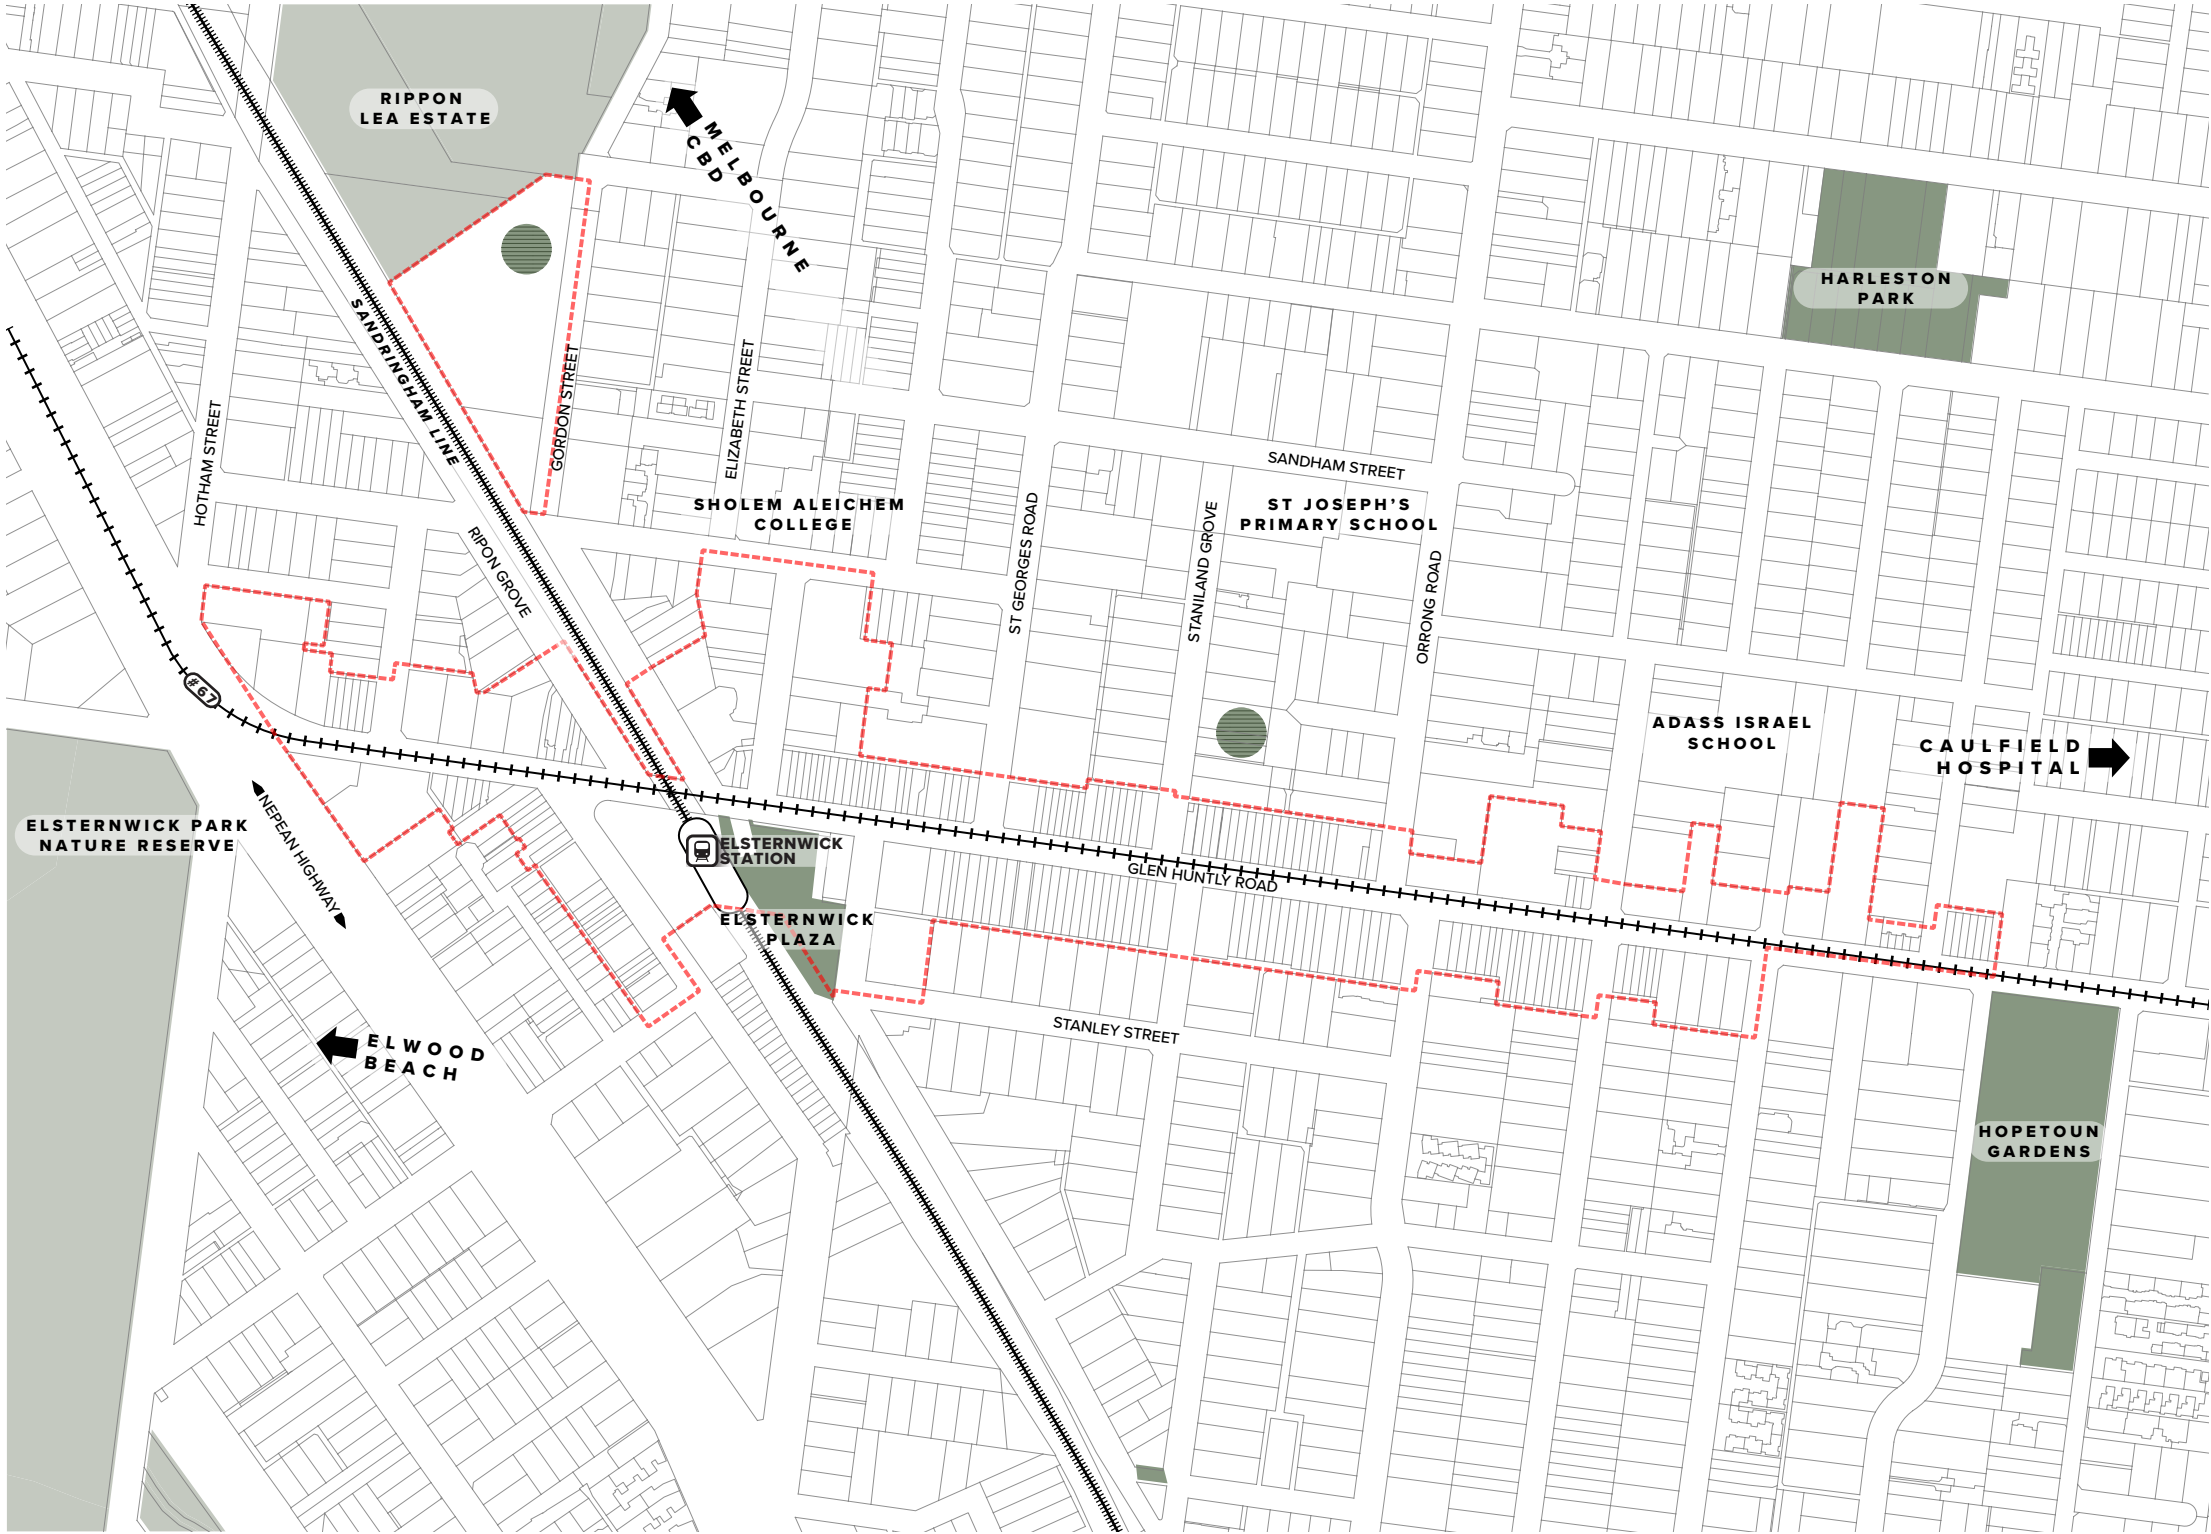 RIPPON
LEA ESTATE
MELBOURNE
CBD
HARLESTON
PARK
SANDRINGHAM LINE
GORDON STREET
ELIZABETH STREET
HOTHAM STREET
SANDHAM STREET
SHOLEM ALEICHEM
COLLEGE
ST JOSEPH'S
PRIMARY SCHOOL
RIPON GROVE
ST GEORGES ROAD
STANILAND GROVE
ORRONG ROAD
#67
ADASS ISRAEL
SCHOOL
CAULFIELD
HOSPITAL
ELSTERNWICK PARK
NATURE RESERVE
NEPEAN HIGHWAY
ELSTERNWICK
STATION
GLEN HUNTLY ROAD
ELSTERNWICK
PLAZA
STANLEY STREET
ELWOOD
BEACH
HOPETOUN
GARDENS